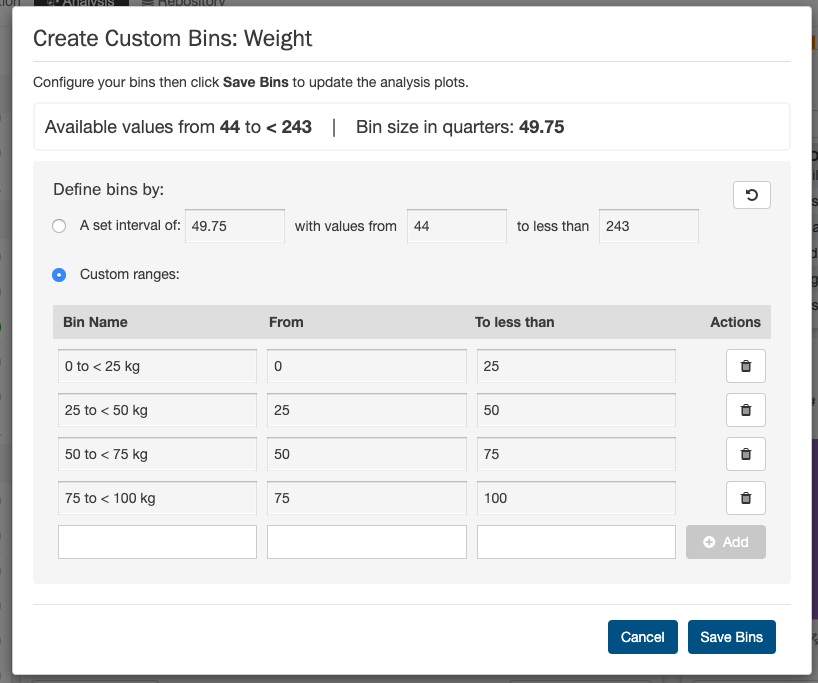 Analysis Repository
Create Custom Bins: Weight
Configure your bins then click Save Bins to update the analysis plots.
Available values from 44 to < 243 | Bin size in quarters: 49.75
Define bins by:
A set interval of: 49.75 with values from 44 to less than 243
Custom ranges:
Bin Name From To less than Actions
0 to < 25 kg 0 25
25 to < 50 kg 25 50
50 to < 75 kg 50 75
75 to < 100 kg 75 100
Add
Cancel Save Bins